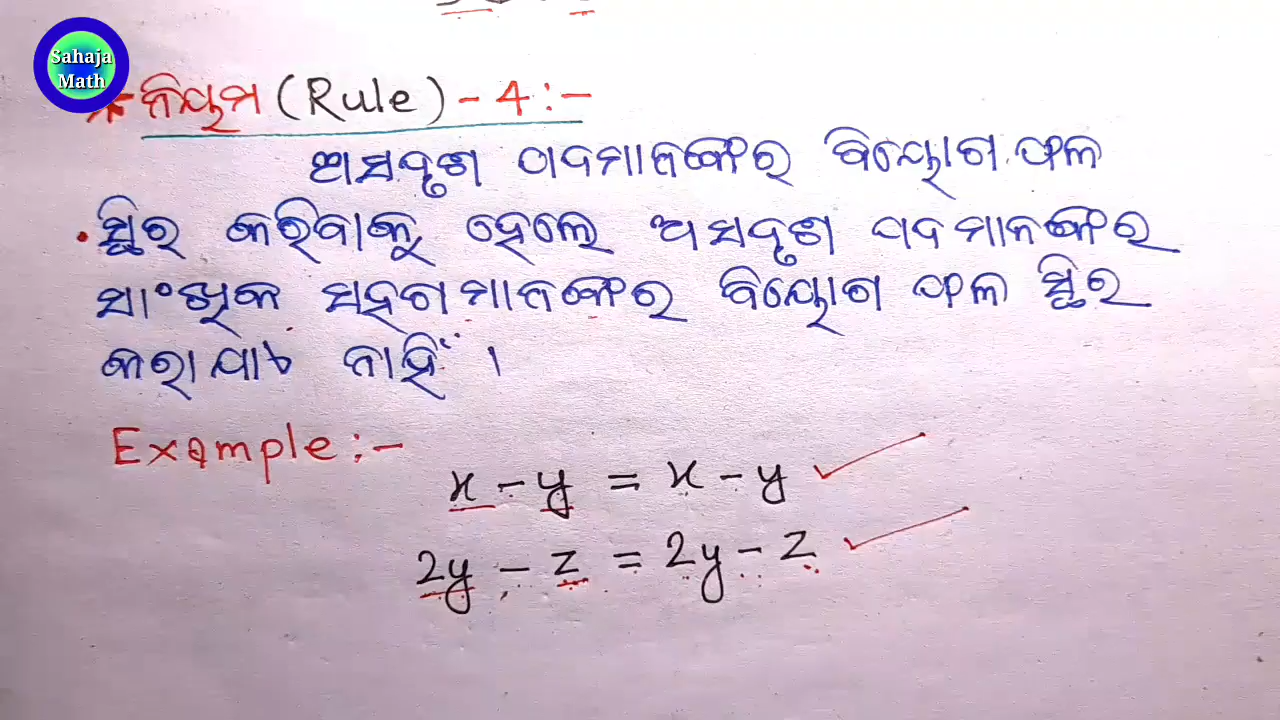 Sahaja
Math
* ନିୟମ (Rule) - 4 :-
ଅସଦୃଶ ପଦମାନଙ୍କର ବିୟୋଗ ଫଳ
ସ୍ଥିର କରିବାକୁ ହେଲେ ଅସଦୃଶ ପଦମାନଙ୍କର
ସାଂଖିକ ସହଗମାନଙ୍କର ବିୟୋଗ ଫଳ ସ୍ଥିର
କରାଯାଏ ନାହିଁ ।
Example :-
x - y = x - y ✓
2y - z = 2y - z ✓